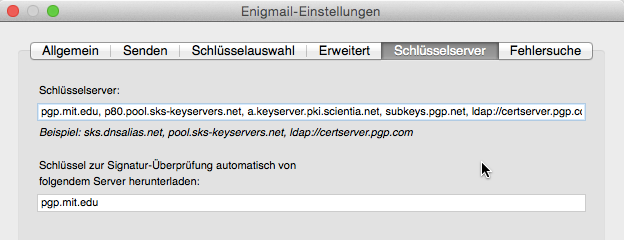 Enigmail-Einstellungen
Allgemein Senden Schlüsselauswahl Erweitert Schlüsselserver Fehlersuche
Schlüsselserver:
pgp.mit.edu, p80.pool.sks-keyservers.net, a.keyserver.pki.scientia.net, subkeys.pgp.net, ldap://certserver.pgp.cc
Beispiel: sks.dnsalias.net, pool.sks-keyservers.net, ldap://certserver.pgp.com
Schlüssel zur Signatur-Überprüfung automatisch von
folgendem Server herunterladen:
pgp.mit.edu